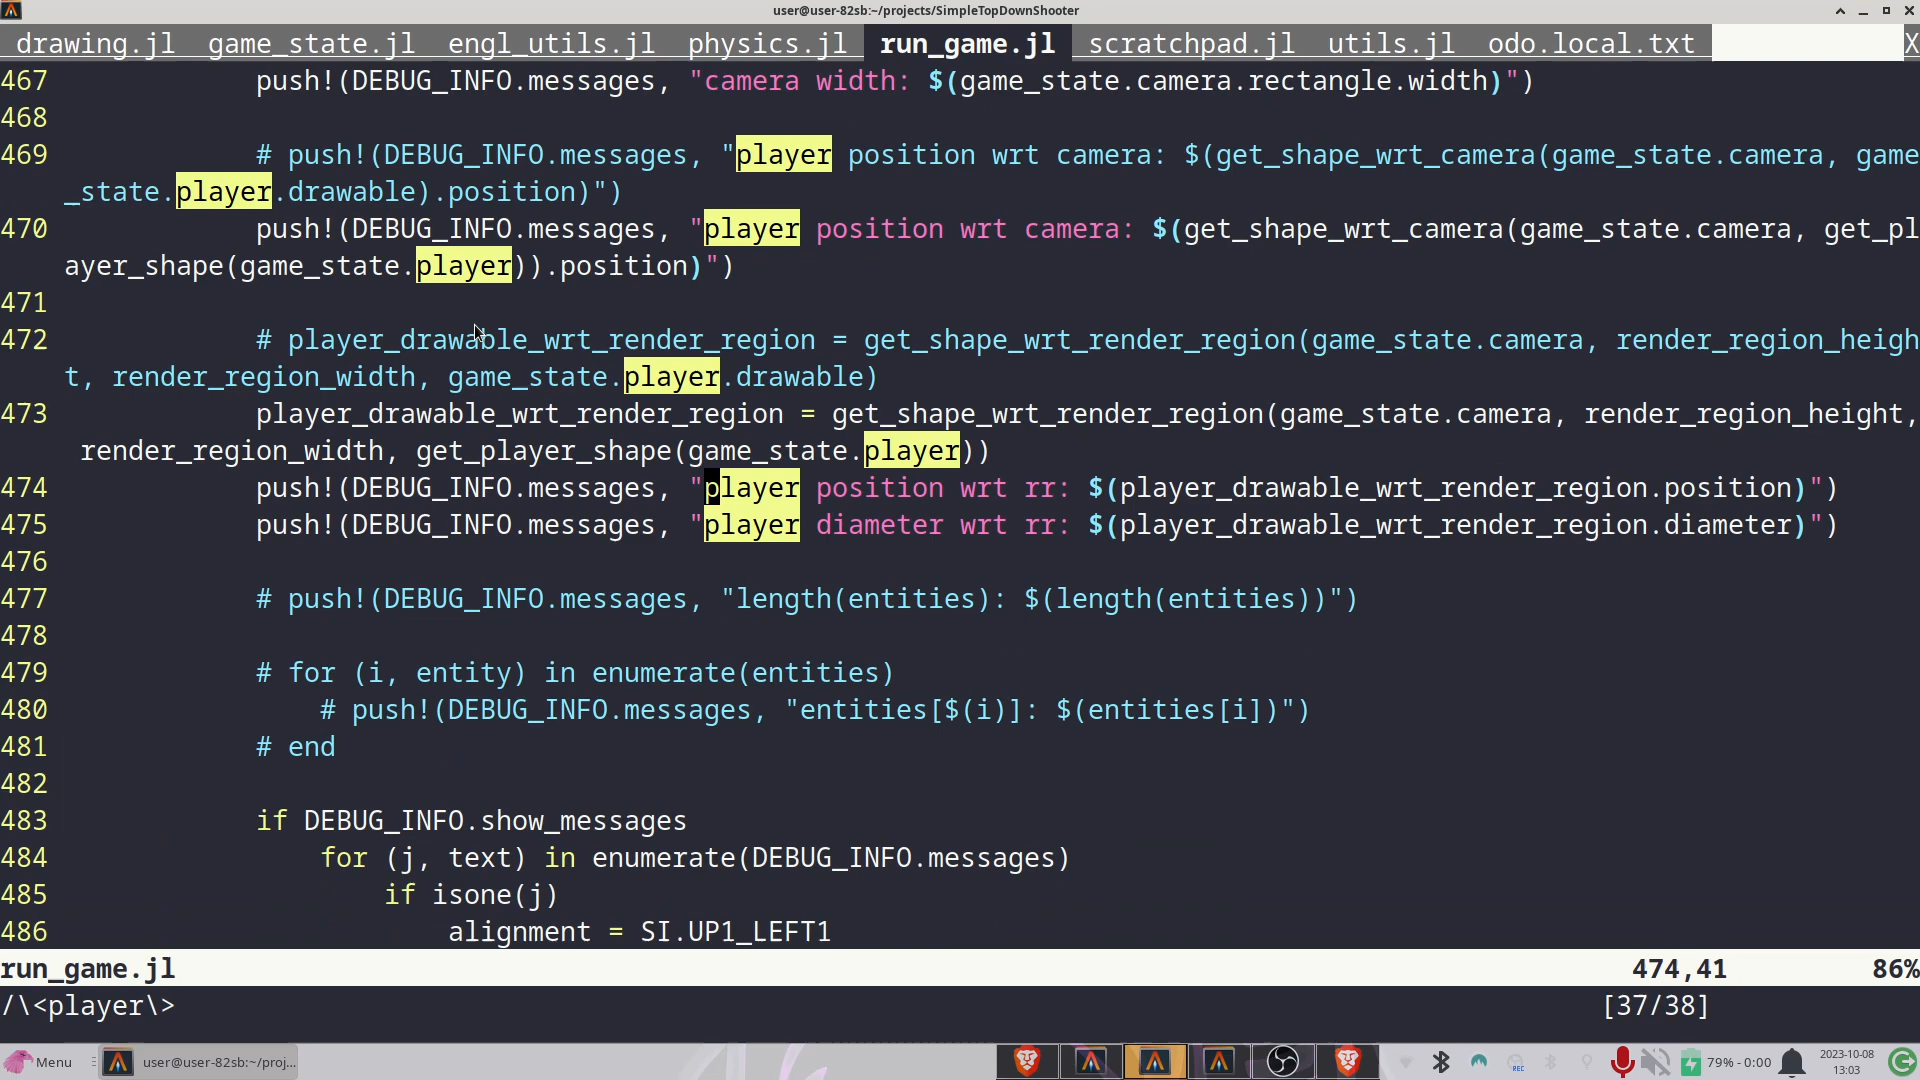 user@user-82sb:~/projects/SimpleTopDownShooter
drawing.jl game_state.jl engl_utils.jl physics.jl run_game.jl scratchpad.jl utils.jl odo.local.txt X
467 push!(DEBUG_INFO.messages, "camera width: $(game_state.camera.rectangle.width)")
468
469 # push!(DEBUG_INFO.messages, "player position wrt camera: $(get_shape_wrt_camera(game_state.camera, game
_state.player.drawable).position)")
470 push!(DEBUG_INFO.messages, "player position wrt camera: $(get_shape_wrt_camera(game_state.camera, get_pl
ayer_shape(game_state.player)).position)")
471
472 # player_drawable_wrt_render_region = get_shape_wrt_render_region(game_state.camera, render_region_heigh
t, render_region_width, game_state.player.drawable)
473 player_drawable_wrt_render_region = get_shape_wrt_render_region(game_state.camera, render_region_height,
render_region_width, get_player_shape(game_state.player))
474 push!(DEBUG_INFO.messages, "player position wrt rr: $(player_drawable_wrt_render_region.position)")
475 push!(DEBUG_INFO.messages, "player diameter wrt rr: $(player_drawable_wrt_render_region.diameter)")
476
477 # push!(DEBUG_INFO.messages, "length(entities): $(length(entities))")
478
479 # for (i, entity) in enumerate(entities)
480 # push!(DEBUG_INFO.messages, "entities[$(i)]: $(entities[i])")
481 # end
482
483 if DEBUG_INFO.show_messages
484 for (j, text) in enumerate(DEBUG_INFO.messages)
485 if isone(j)
486 alignment = SI.UP1_LEFT1
run_game.jl 474,41 86%
/\<player\> [37/38]
Menu user@user-82sb:~/proj... REC 79% - 0:00 2023-10-08
13:03